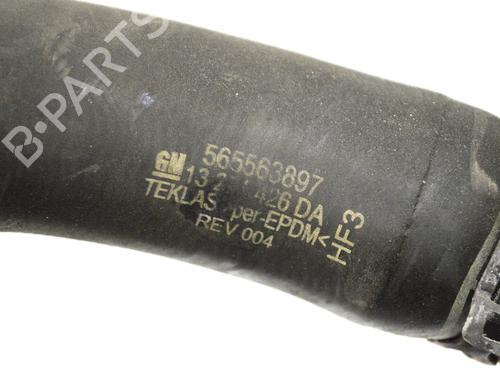 B-PARTS
GM 565563897
13 2 426 DA
TEKLAS per-EPDM<
REV 004
HF3